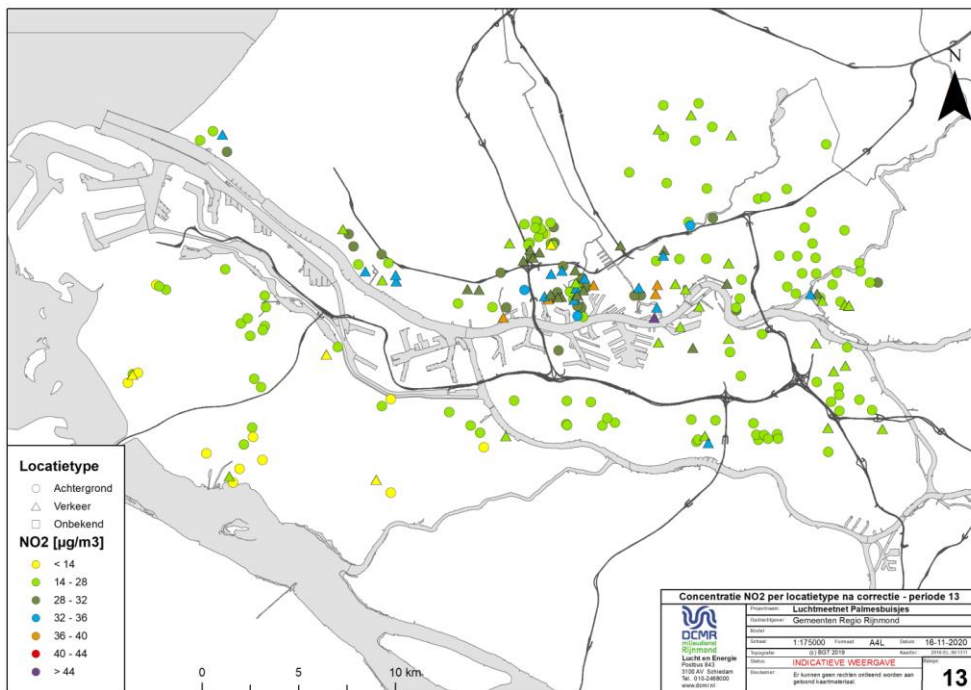 N
Locatietype
Achtergrond
Verkeer
Onbekend
NO2 [µg/m3]
< 14
14 - 28
28 - 32
32 - 36
36 - 40
40 - 44
> 44
0 5 10 km
Concentratie NO2 per locatietype na correctie - periode 13
DCMR
milieudienst
Rijnmond
Lucht en Energie
Postbus 843
3100 AV Schiedam
Tel. 010-2468000
www.dcmr.nl
Projectnaam: Luchtmeetnet Palmesbuisjes
Opdrachtgever: Gemeenten Regio Rijnmond
Model:
Schaal: 1:175000 Formaat: A4L Datum: 16-11-2020
Topografie: (c) BGT 2019 Kaartnr:
Status: INDICATIEVE WEERGAVE
Disclaimer: Er kunnen geen rechten ontleend worden aan
getoond kaartmateriaal.
13